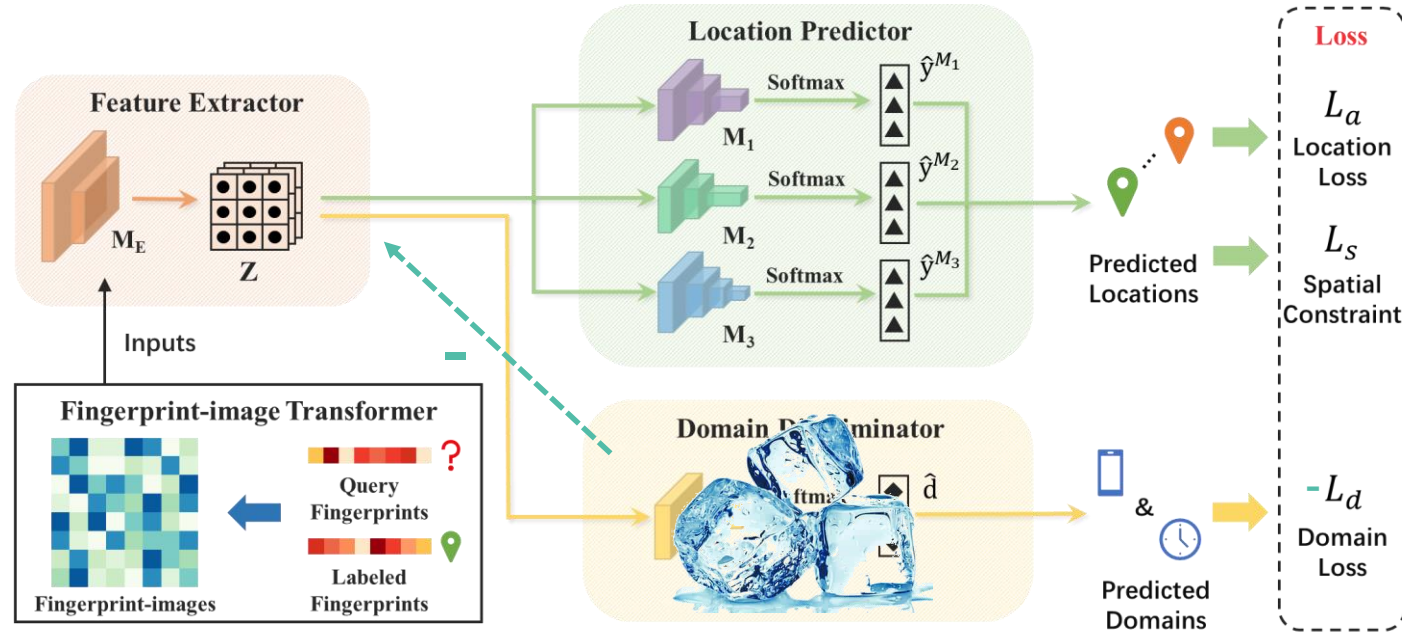 Feature Extractor
M_E
Z
Inputs
Fingerprint-image Transformer
Query
Fingerprints
Labeled
Fingerprints
Fingerprint-images
Location Predictor
Softmax
ŷ^{M_1}
M_1
Softmax
ŷ^{M_2}
M_2
Softmax
ŷ^{M_3}
M_3
-
Domain
d̂
Predicted
Locations
&
Predicted
Domains
Loss
L_a
Location
Loss
L_s
Spatial
Constraint
-L_d
Domain
Loss